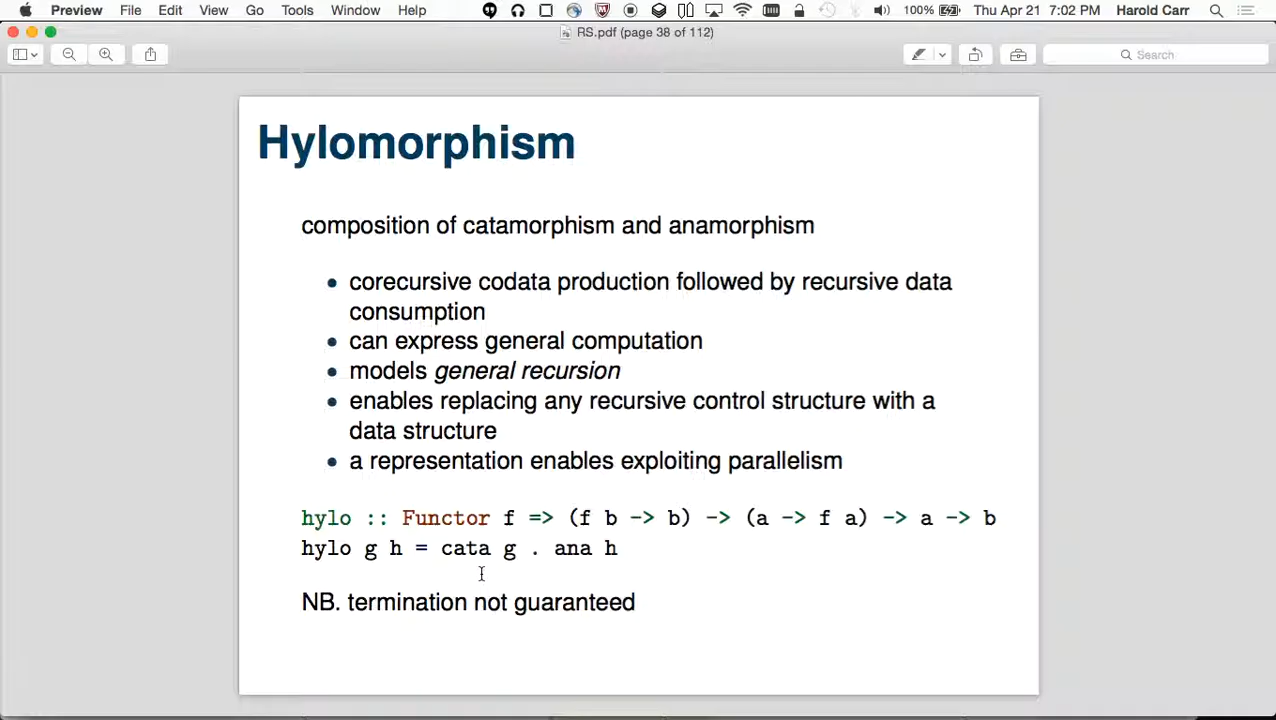 Preview File Edit View Go Tools Window Help 100% Thu Apr 21 7:02 PM Harold Carr
RS.pdf (page 38 of 112)
Search
Hylomorphism
composition of catamorphism and anamorphism
• corecursive codata production followed by recursive data
consumption
• can express general computation
• models general recursion
• enables replacing any recursive control structure with a
data structure
• a representation enables exploiting parallelism
hylo :: Functor f => (f b -> b) -> (a -> f a) -> a -> b
hylo g h = cata g . ana h
NB. termination not guaranteed